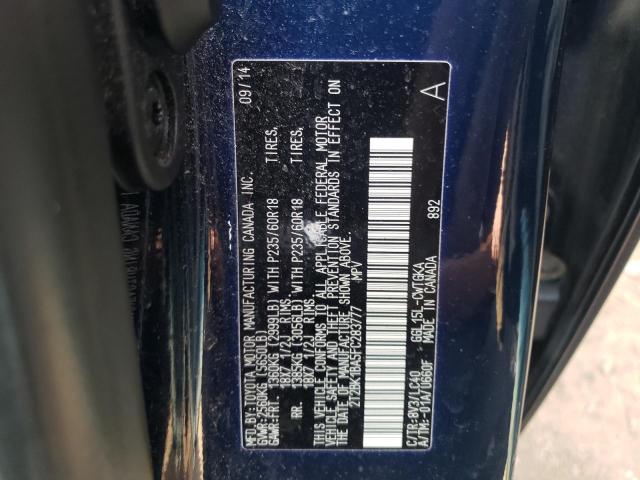 MFD.BY:TOYOTA MOTOR MANUFACTURING CANADA INC. 09/14
GVWR:2560KG (5650LB)
GAWR:FRT. 1360KG (2999LB) WITH P235/60R18 TIRES,
18X7 1/2J RIMS
RR. 1385KG (3056LB) WITH P235/60R18 TIRES,
18X7 1/2J RIMS
THIS VEHICLE CONFORMS TO ALL APPLICABLE FEDERAL MOTOR
VEHICLE SAFETY AND THEFT PREVENTION STANDARDS IN EFFECT ON
THE DATE OF MANUFACTURE SHOWN ABOVE.
2T2BK1BA5FC283777 MPV
892 A
C/TR:8V3/LC40 GGL15L-CWTGKA
A/TM:-01A/U660F MADE IN CANADA